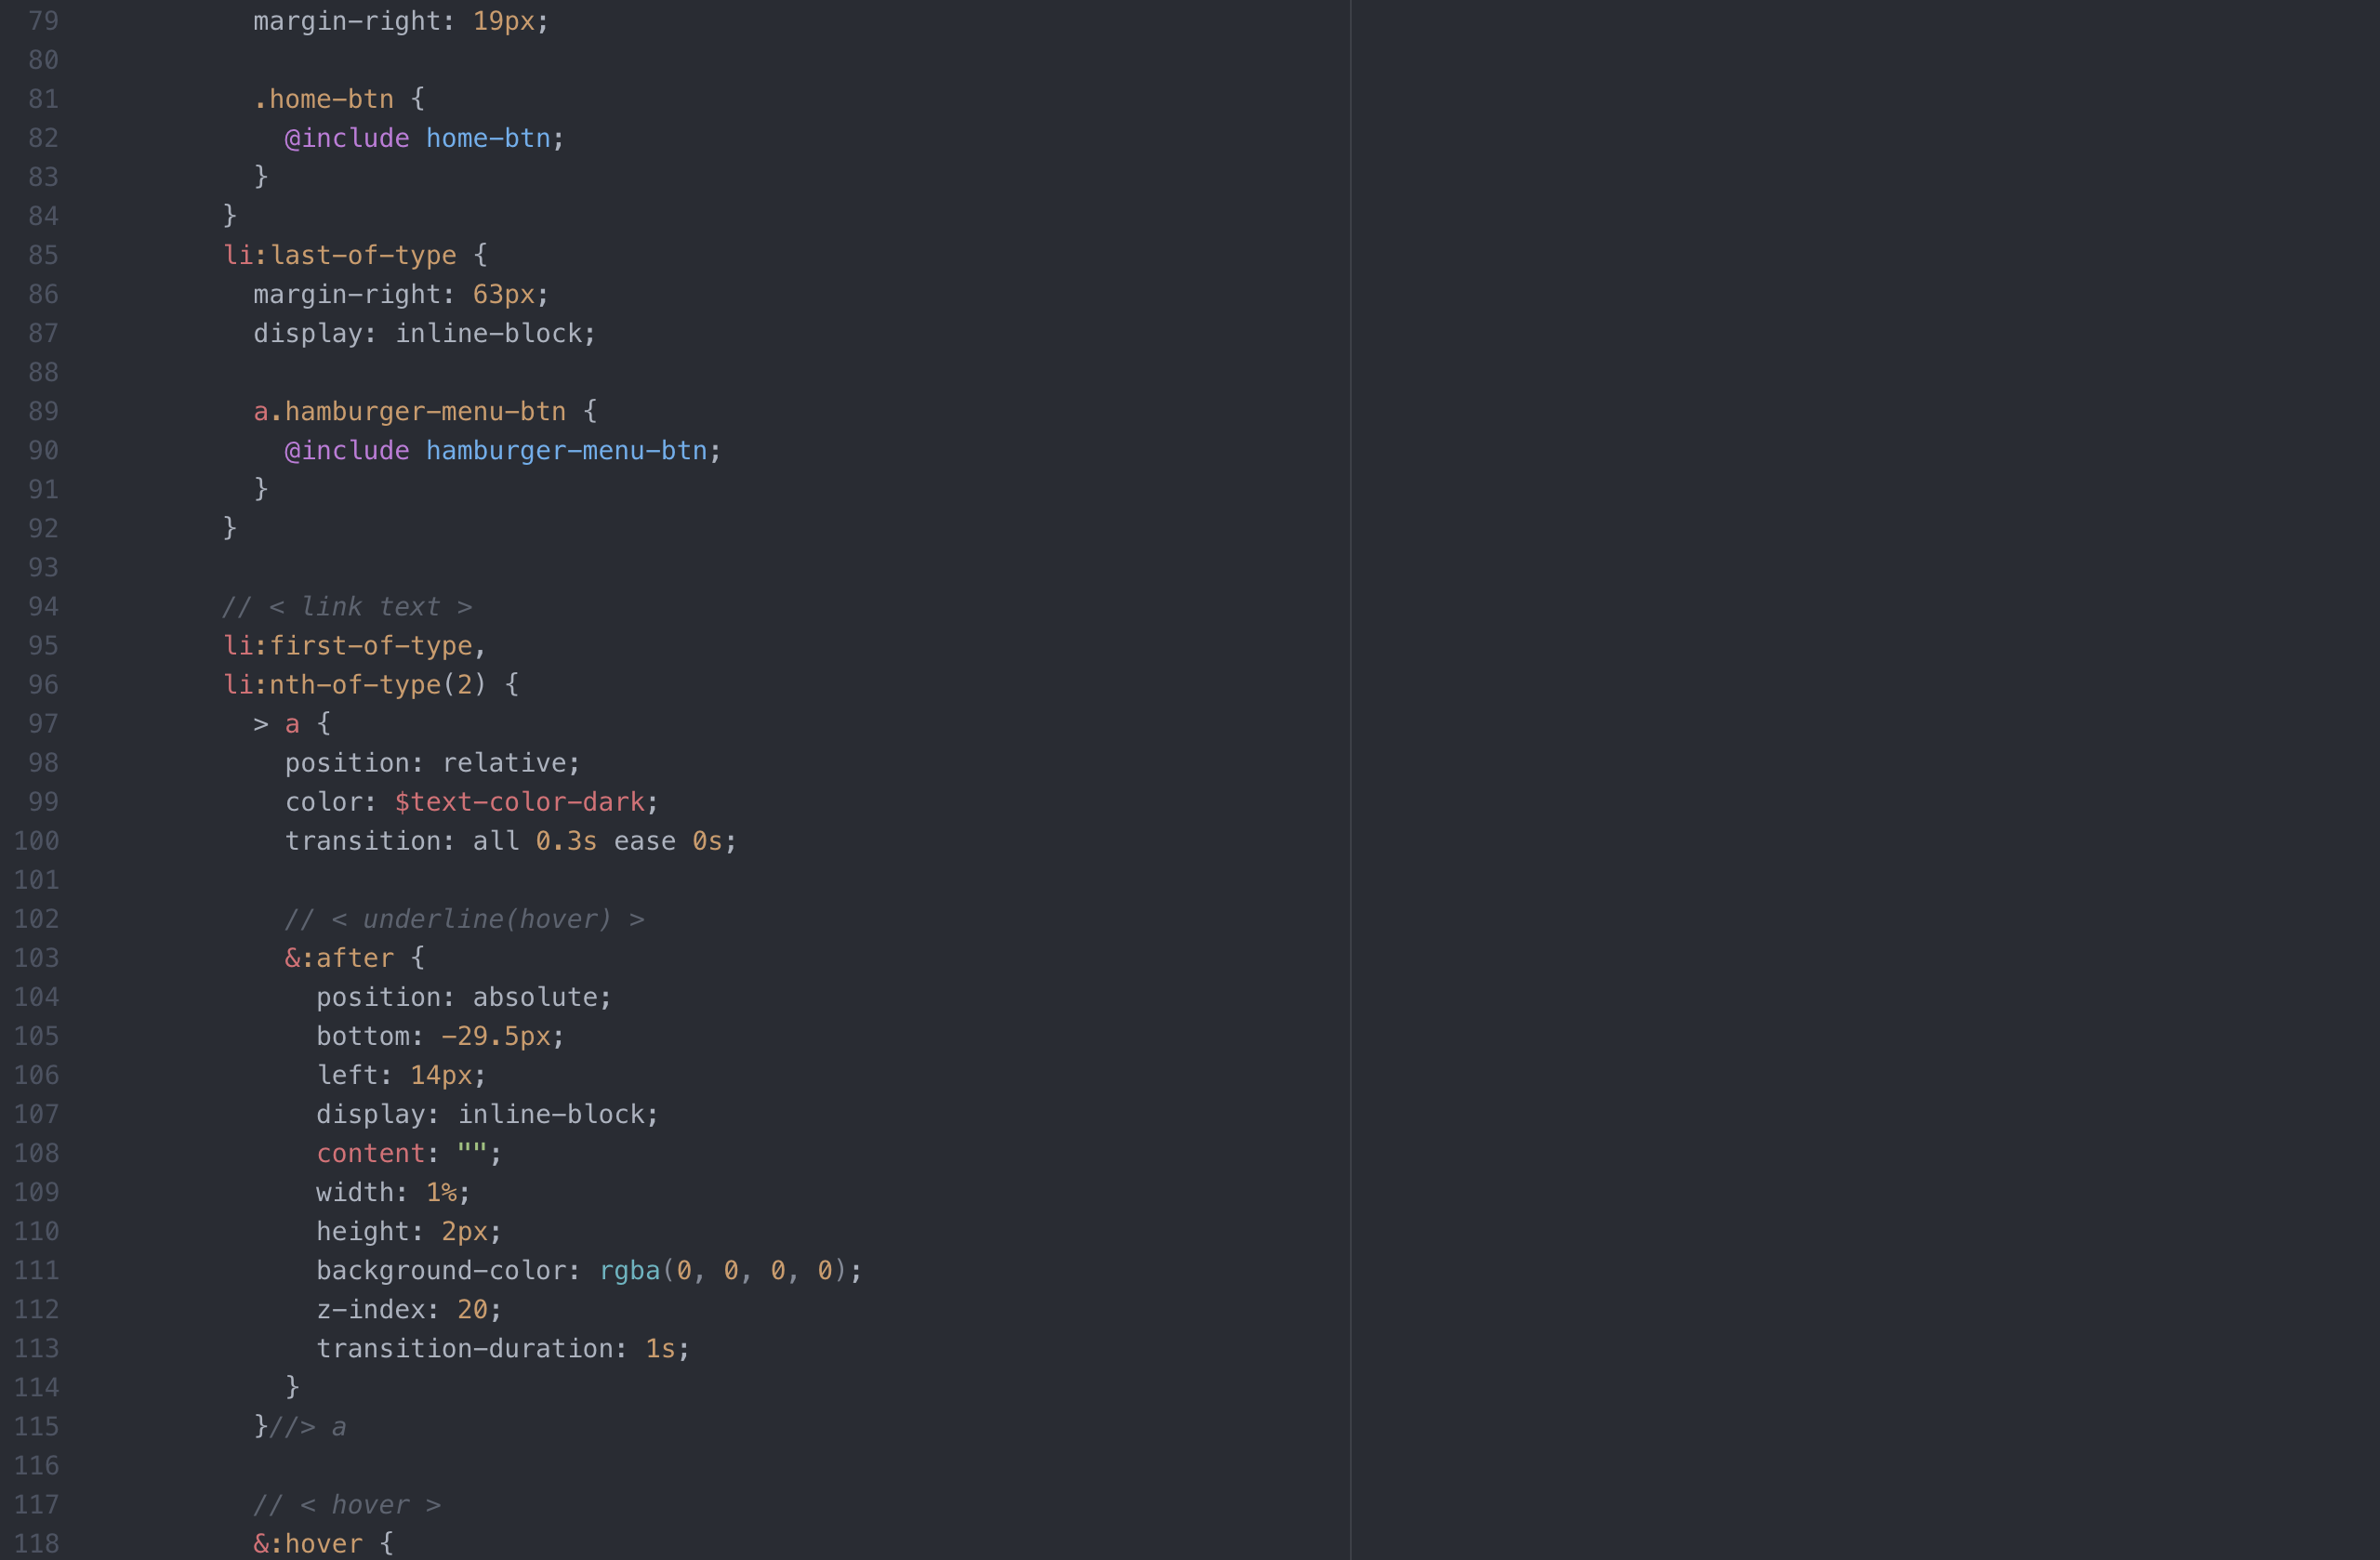 79 margin-right: 19px;
80
81 .home-btn {
82 @include home-btn;
83 }
84 }
85 li:last-of-type {
86 margin-right: 63px;
87 display: inline-block;
88
89 a.hamburger-menu-btn {
90 @include hamburger-menu-btn;
91 }
92 }
93
94 // < link text >
95 li:first-of-type,
96 li:nth-of-type(2) {
97 > a {
98 position: relative;
99 color: $text-color-dark;
100 transition: all 0.3s ease 0s;
101
102 // < underline(hover) >
103 &:after {
104 position: absolute;
105 bottom: -29.5px;
106 left: 14px;
107 display: inline-block;
108 content: "";
109 width: 1%;
110 height: 2px;
111 background-color: rgba(0, 0, 0, 0);
112 z-index: 20;
113 transition-duration: 1s;
114 }
115 }//> a
116
117 // < hover >
118 &:hover {